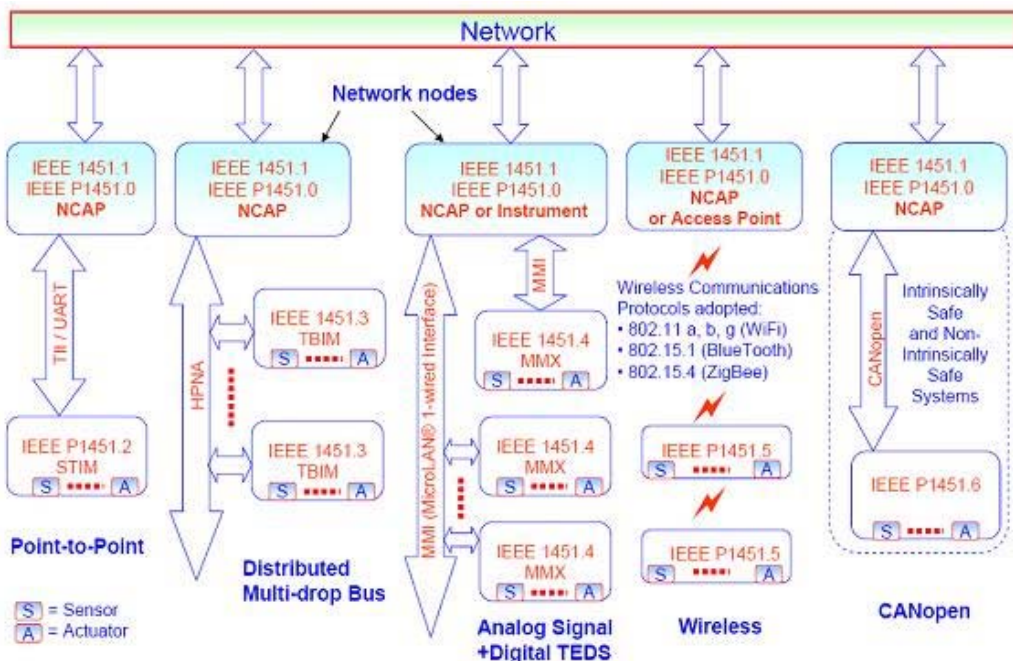 Network
Network nodes
IEEE 1451.1
IEEE P1451.0
NCAP
TII / UART
IEEE P1451.2
STIM
S A
Point-to-Point
IEEE 1451.1
IEEE P1451.0
NCAP
HPNA
IEEE 1451.3
TBIM
S A
IEEE 1451.3
TBIM
S A
Distributed
Multi-drop Bus
IEEE 1451.1
IEEE P1451.0
NCAP or Instrument
MMI (MicroLAN® 1-wired Interface)
MMI
IEEE 1451.4
MMX
S A
IEEE 1451.4
MMX
S A
IEEE 1451.4
MMX
S A
Analog Signal
+Digital TEDS
IEEE 1451.1
IEEE P1451.0
NCAP
or Access Point
Wireless Communications
Protocols adopted:
• 802.11 a, b, g (WiFi)
• 802.15.1 (BlueTooth)
• 802.15.4 (ZigBee)
IEEE P1451.5
S A
IEEE P1451.5
S A
Wireless
IEEE 1451.1
IEEE P1451.0
NCAP
CANopen
Intrinsically
Safe
and Non-
Intrinsically
Safe
Systems
IEEE P1451.6
S A
CANopen
S = Sensor
A = Actuator